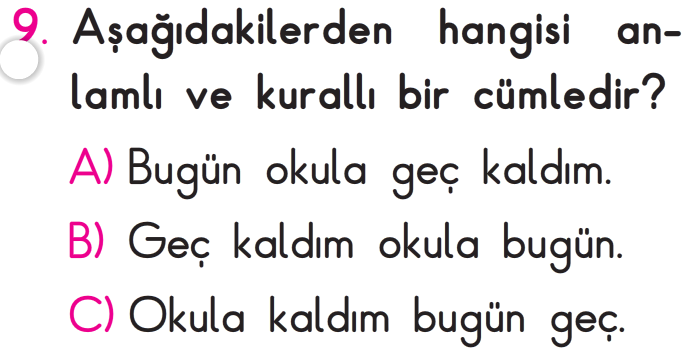 9. Aşağıdakilerden hangisi an-
lamlı ve kurallı bir cümledir?
A) Bugün okula geç kaldım.
B) Geç kaldım okula bugün.
C) Okula kaldım bugün geç.